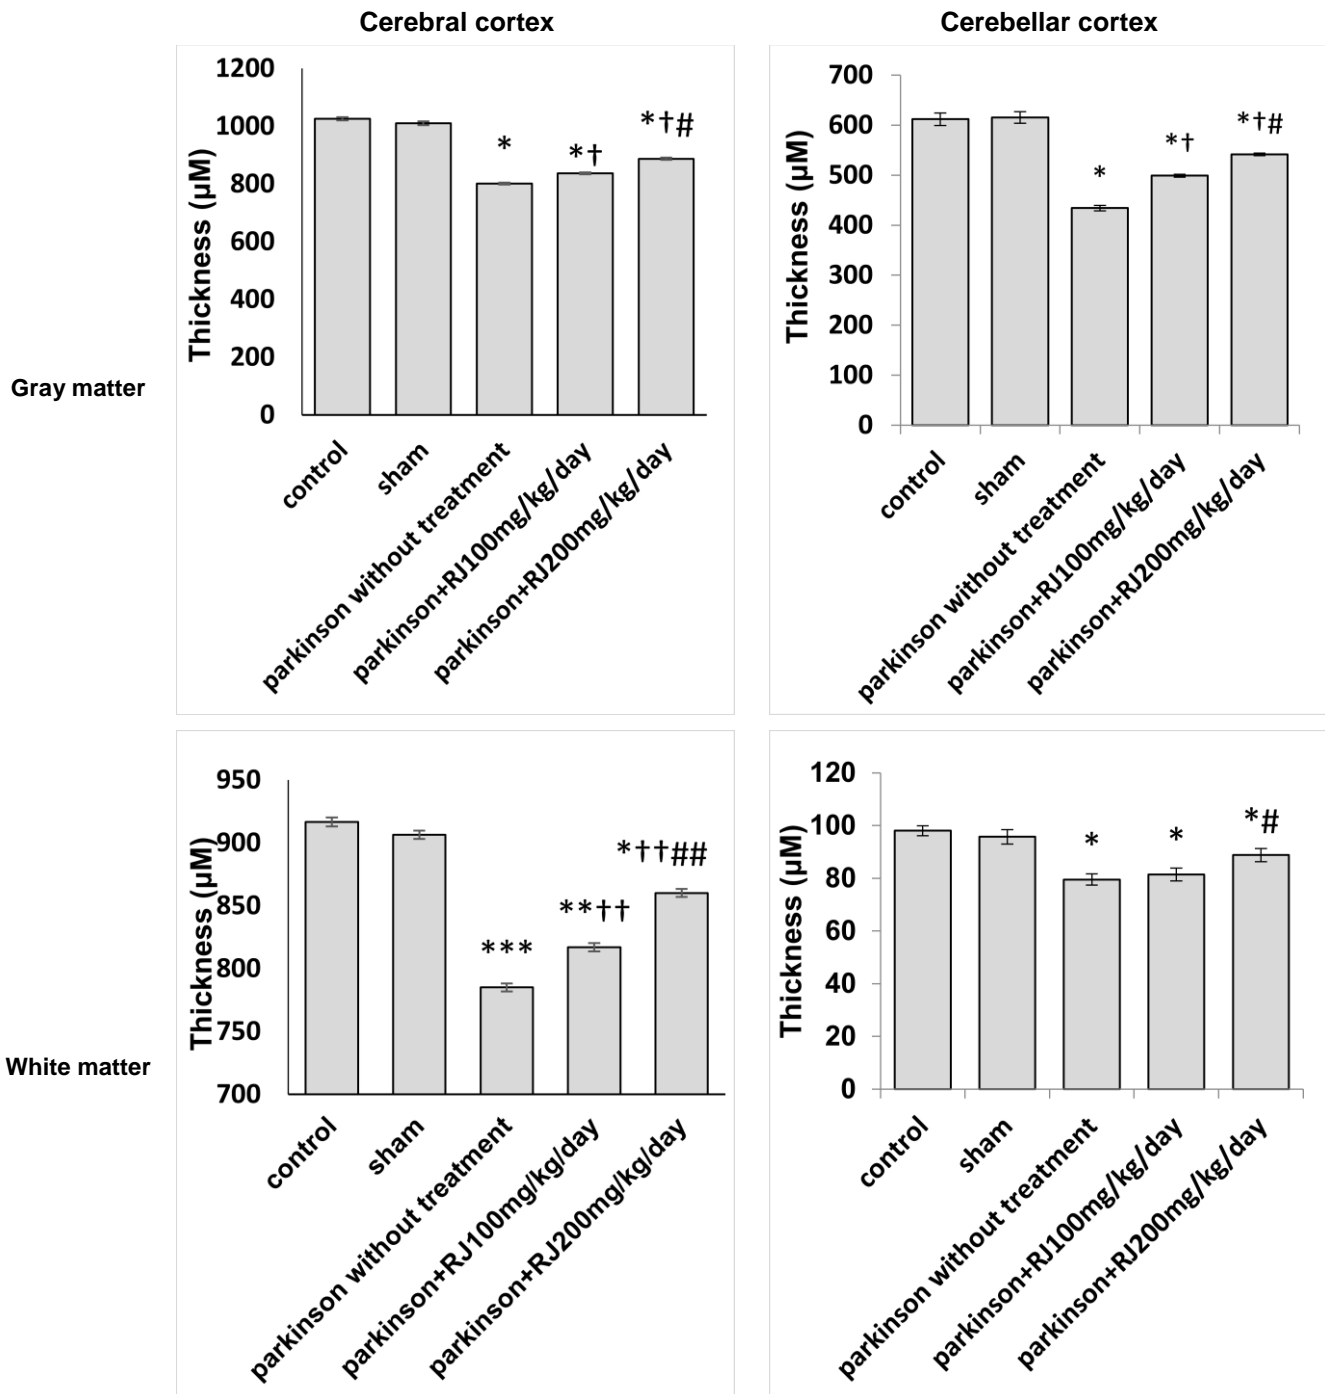 Cerebral cortex
Cerebellar cortex
Gray matter
White matter
Thickness (µM)
1200
1000
800
600
400
200
0
*
*†
*†#
control
sham
parkinson without treatment
parkinson+RJ100mg/kg/day
parkinson+RJ200mg/kg/day
Thickness (µM)
700
600
500
400
300
200
100
0
*
*†
*†#
control
sham
parkinson without treatment
parkinson+RJ100mg/kg/day
parkinson+RJ200mg/kg/day
Thickness (µM)
950
900
850
800
750
700
***
**††
*††##
control
sham
parkinson without treatment
parkinson+RJ100mg/kg/day
parkinson+RJ200mg/kg/day
Thickness (µM)
120
100
80
60
40
20
0
*
*
*#
control
sham
parkinson without treatment
parkinson+RJ100mg/kg/day
parkinson+RJ200mg/kg/day